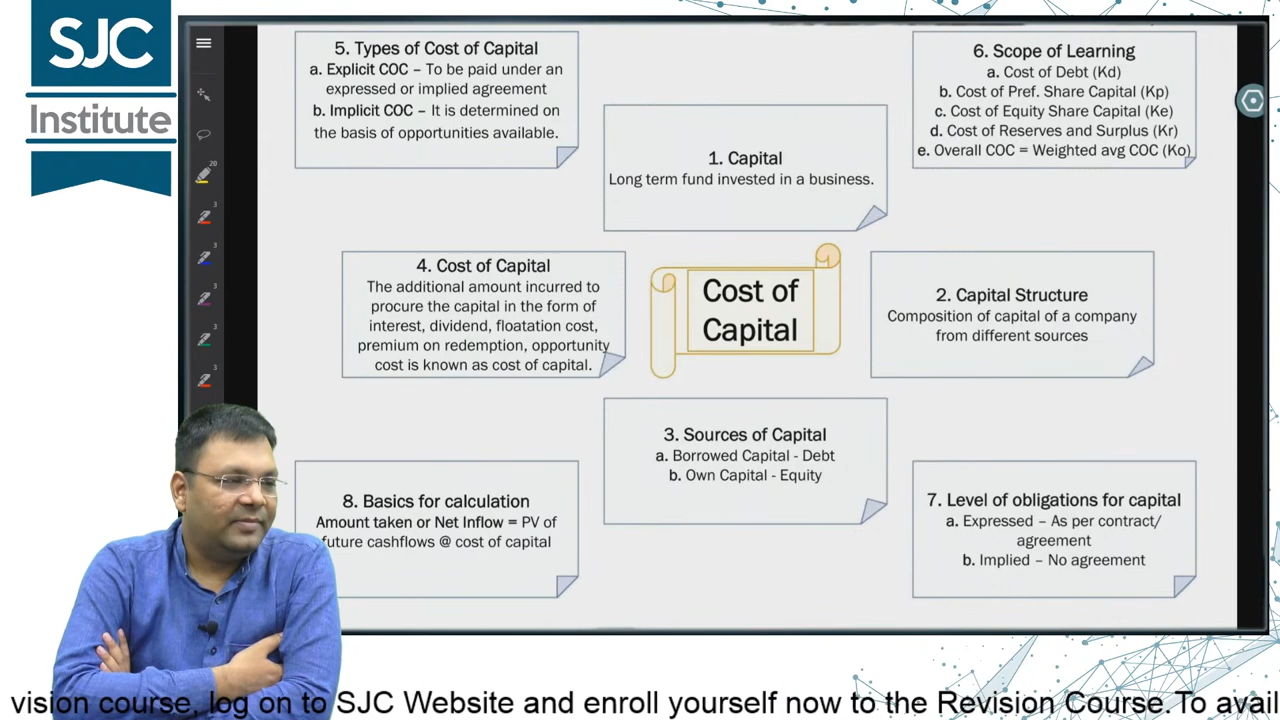 SJC
Institute
5. Types of Cost of Capital
a. Explicit COC – To be paid under an
expressed or implied agreement
b. Implicit COC – It is determined on
the basis of opportunities available.
6. Scope of Learning
a. Cost of Debt (Kd)
b. Cost of Pref. Share Capital (Kp)
c. Cost of Equity Share Capital (Ke)
d. Cost of Reserves and Surplus (Kr)
e. Overall COC = Weighted avg COC (Ko)
1. Capital
Long term fund invested in a business.
20
3
3
3
3
3
4. Cost of Capital
The additional amount incurred to
procure the capital in the form of
interest, dividend, floatation cost,
premium on redemption, opportunity
cost is known as cost of capital.
Cost of
Capital
2. Capital Structure
Composition of capital of a company
from different sources
3. Sources of Capital
a. Borrowed Capital - Debt
b. Own Capital - Equity
8. Basics for calculation
Amount taken or Net Inflow = PV of
future cashflows @ cost of capital
7. Level of obligations for capital
a. Expressed – As per contract/
agreement
b. Implied – No agreement
vision course, log on to SJC Website and enroll yourself now to the Revision Course.To avail